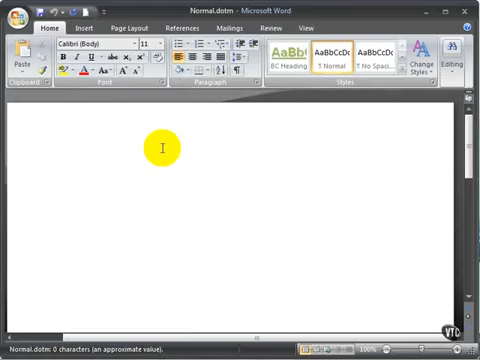 Normal.dotm - Microsoft Word
Home Insert Page Layout References Mailings Review View
Calibri (Body) 11
Paste
B I U abc
Aa
Clipboard Font Paragraph Styles
AaBb( AaBbCcDc AaBbCcDc
BC Heading ¶ Normal ¶ No Spaci...
Change Styles
Editing
VTC
Normal.dotm: 0 characters (an approximate value). 100%